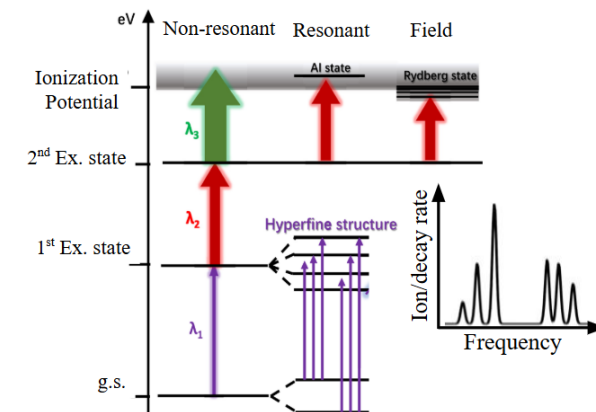 eV
Non-resonant Resonant Field
AI state
Ionization
Potential
Rydberg state
λ3
2nd Ex. state
λ2
Hyperfine structure
1st Ex. state
λ1
g.s.
Ion/decay rate
Frequency